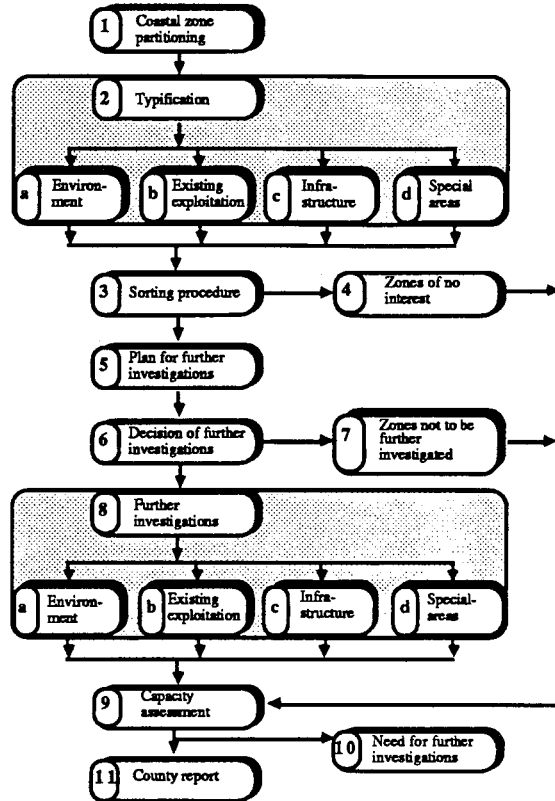 1 Coastal zone
partitioning
2 Typification
a Environ-
ment
b Existing
exploitation
c Infra-
structure
d Special
areas
3 Sorting procedure
4 Zones of no
interest
5 Plan for further
investigations
6 Decision of further
investigations
7 Zones not to be
further
investigated
8 Further
investigations
a Environ-
ment
b Existing
exploitation
c Infra-
structure
d Special-
areas
9 Capacity
assessment
10 Need for further
investigations
11 County report